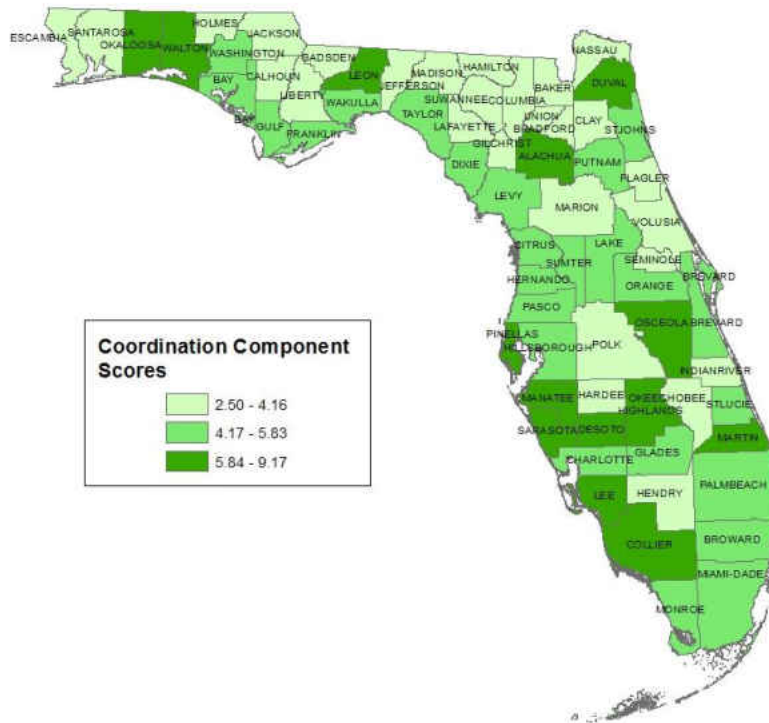 HOLMES
ESCAMBIA
SANTAROSA
JACKSON
OKALOOSA
WALTON
WASHINGTON
GADSDEN
LEON
MADISON
HAMILTON
NASSAU
BAY
CALHOUN
JEFFERSON
BAKER
DUVAL
LIBERTY
WAKULLA
SUWANNEE
COLUMBIA
TAYLOR
UNION
CLAY
BAY
GULF
FRANKLIN
LAFAYETTE
BRADFORD
STJOHNS
GILCHRIST
DIXIE
ALACHUA
PUTNAM
FLAGLER
LEVY
MARION
VOLUSIA
CITRUS
LAKE
SUMTER
SEMINOLE
HERNANDO
ORANGE
BREVARD
PASCO
OSCEOLA
BREVARD
PINELLAS
HILLSBOROUGH
POLK
INDIANRIVER
Coordination Component
Scores
2.50 - 4.16
4.17 - 5.83
5.84 - 9.17
MANATEE
HARDEE
OKEECHOBEE
HIGHLANDS
STLUCIE
SARASOTA
DESOTO
MARTIN
CHARLOTTE
GLADES
LEE
HENDRY
PALMBEACH
COLLIER
BROWARD
MIAMI-DADE
MONROE